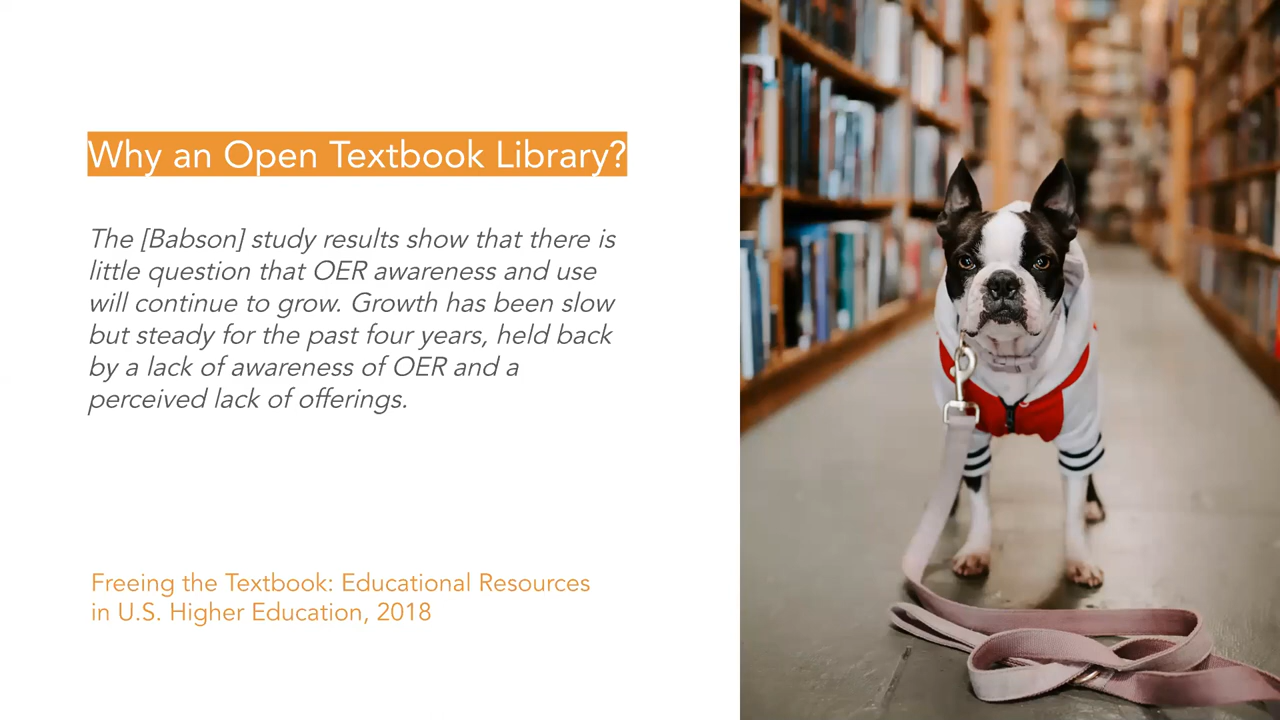 Why an Open Textbook Library?
The [Babson] study results show that there is
little question that OER awareness and use
will continue to grow. Growth has been slow
but steady for the past four years, held back
by a lack of awareness of OER and a
perceived lack of offerings.
Freeing the Textbook: Educational Resources
in U.S. Higher Education, 2018